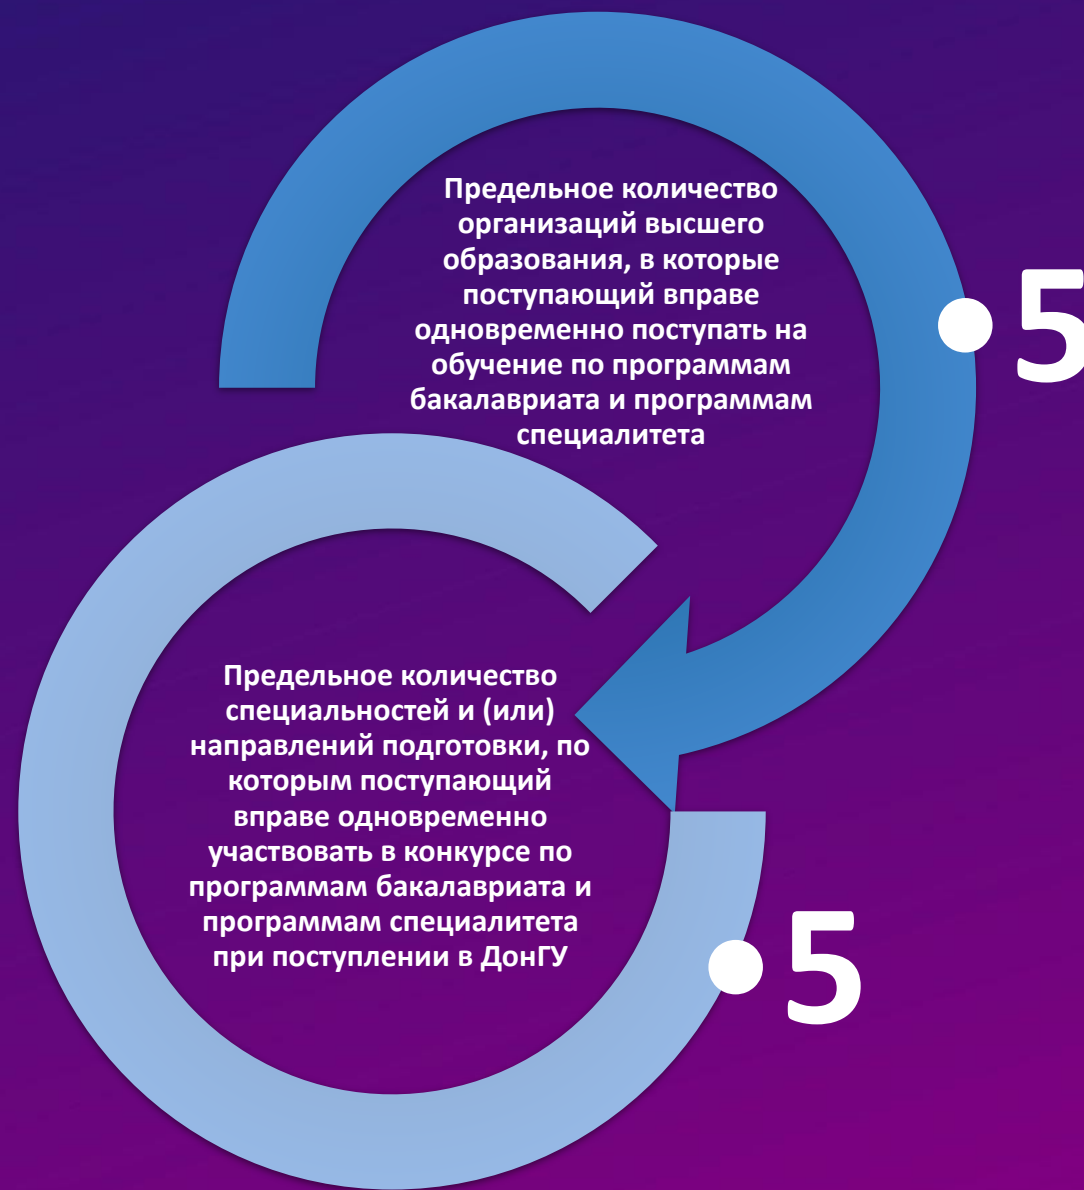 Предельное количество
организаций высшего
образования, в которые
поступающий вправе
одновременно поступать на
обучение по программам
бакалавриата и программам
специалитета
5
Предельное количество
специальностей и (или)
направлений подготовки, по
которым поступающий
вправе одновременно
участвовать в конкурсе по
программам бакалавриата и
программам специалитета
при поступлении в ДонГУ
5